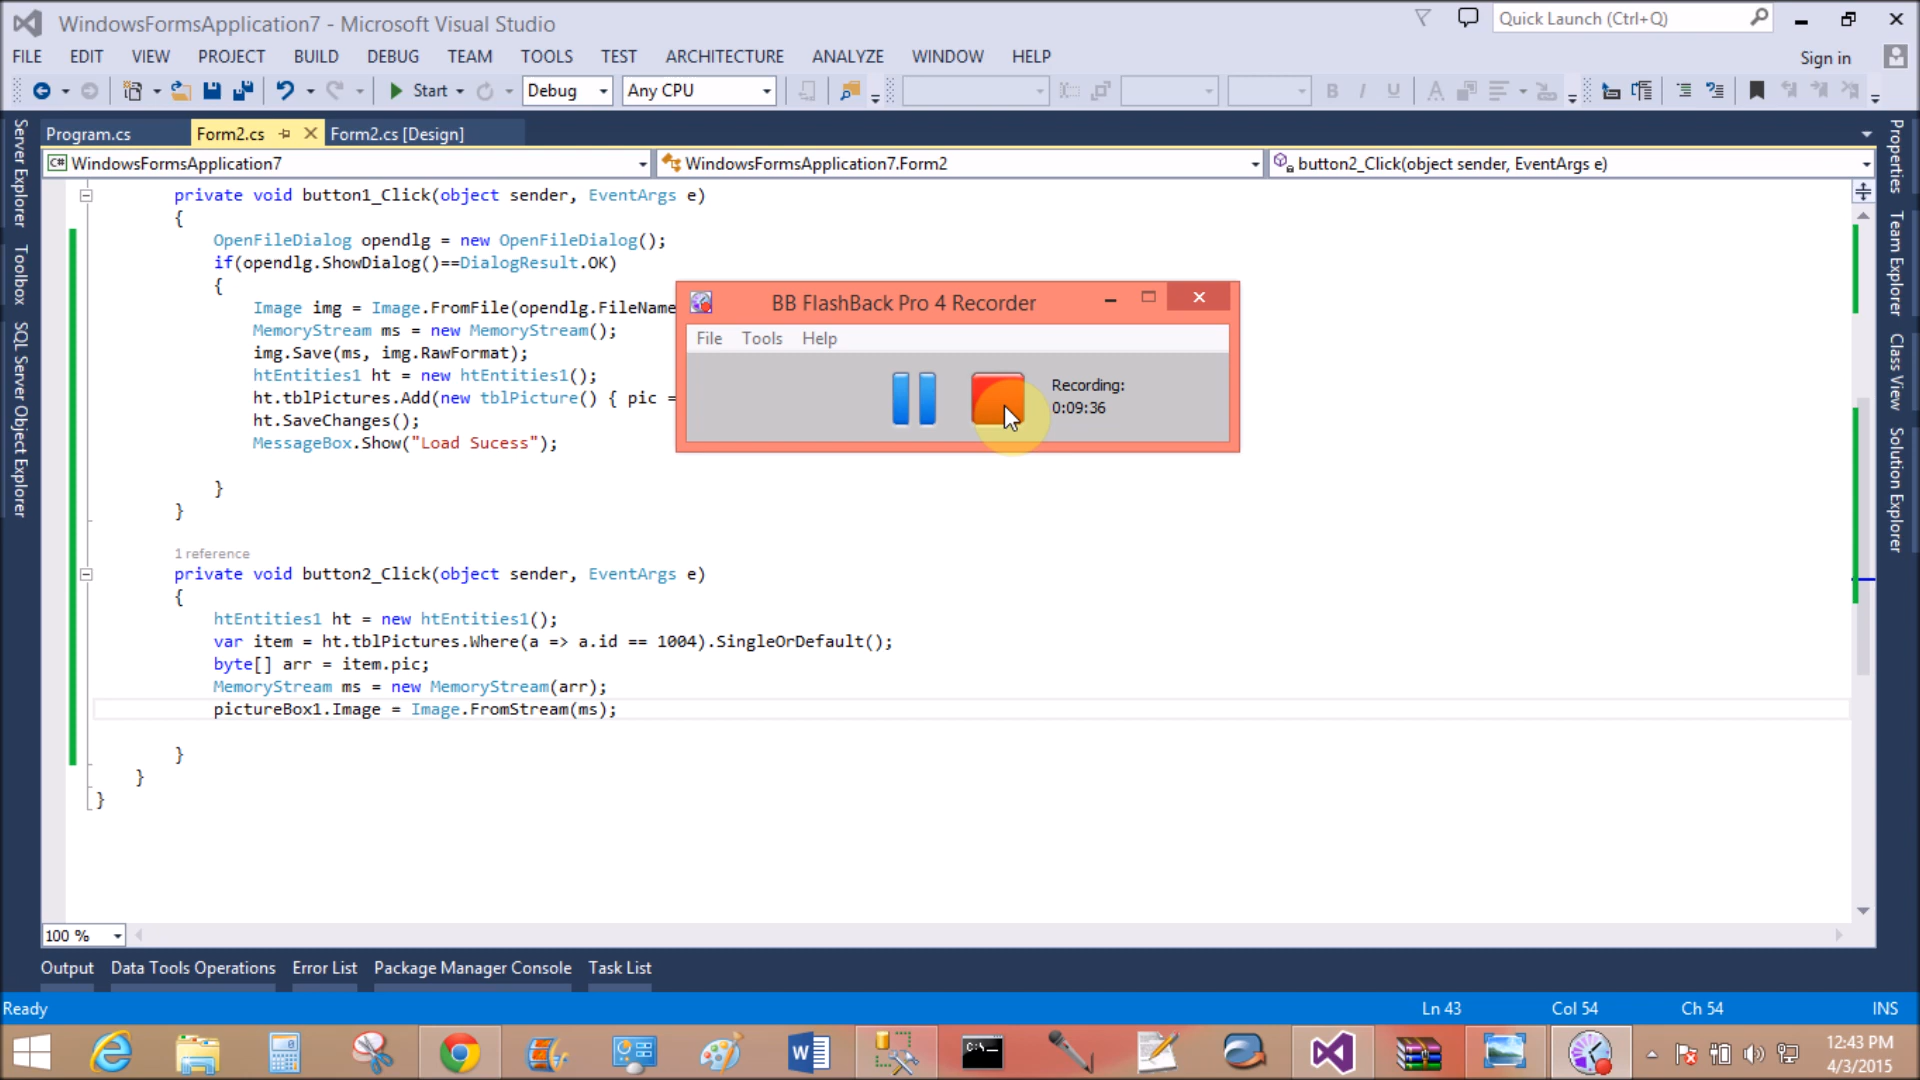 WindowsFormsApplication7 - Microsoft Visual Studio
Quick Launch (Ctrl+Q)
FILE EDIT VIEW PROJECT BUILD DEBUG TEAM TOOLS TEST ARCHITECTURE ANALYZE WINDOW HELP
Sign in
Start Debug Any CPU
Program.cs Form2.cs Form2.cs [Design]
C# WindowsFormsApplication7 WindowsFormsApplication7.Form2 button2_Click(object sender, EventArgs e)
Server Explorer
Toolbox
SQL Server Object Explorer
private void button1_Click(object sender, EventArgs e)
{
OpenFileDialog opendlg = new OpenFileDialog();
if(opendlg.ShowDialog()==DialogResult.OK)
{
Image img = Image.FromFile(opendlg.FileName
MemoryStream ms = new MemoryStream();
img.Save(ms, img.RawFormat);
htEntities1 ht = new htEntities1();
ht.tblPictures.Add(new tblPicture() { pic =
ht.SaveChanges();
MessageBox.Show("Load Sucess");
}
}
1 reference
private void button2_Click(object sender, EventArgs e)
{
htEntities1 ht = new htEntities1();
var item = ht.tblPictures.Where(a => a.id == 1004).SingleOrDefault();
byte[] arr = item.pic;
MemoryStream ms = new MemoryStream(arr);
pictureBox1.Image = Image.FromStream(ms);
}
}
}
BB FlashBack Pro 4 Recorder
File Tools Help
Recording:
0:09:36
Properties
Team Explorer
Class View
Solution Explorer
100 %
Output Data Tools Operations Error List Package Manager Console Task List
Ready Ln 43 Col 54 Ch 54 INS
12:43 PM
4/3/2015